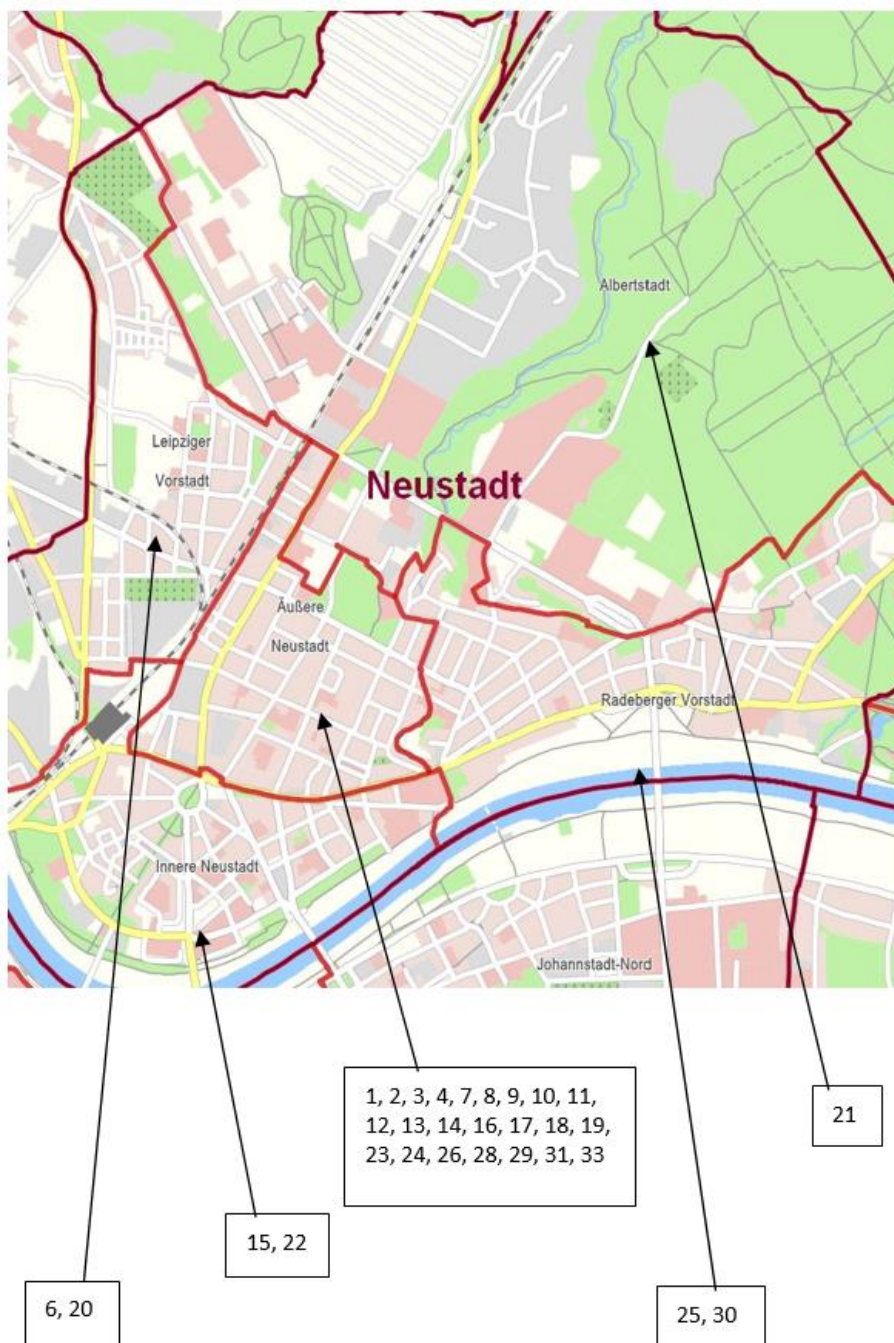 Albertstadt
Leipziger
Vorstadt
Neustadt
Äußere
Neustadt
Radeberger Vorstadt
Innere Neustadt
Johannstadt-Nord
1, 2, 3, 4, 7, 8, 9, 10, 11,
12, 13, 14, 16, 17, 18, 19,
23, 24, 26, 28, 29, 31, 33
21
15, 22
6, 20
25, 30